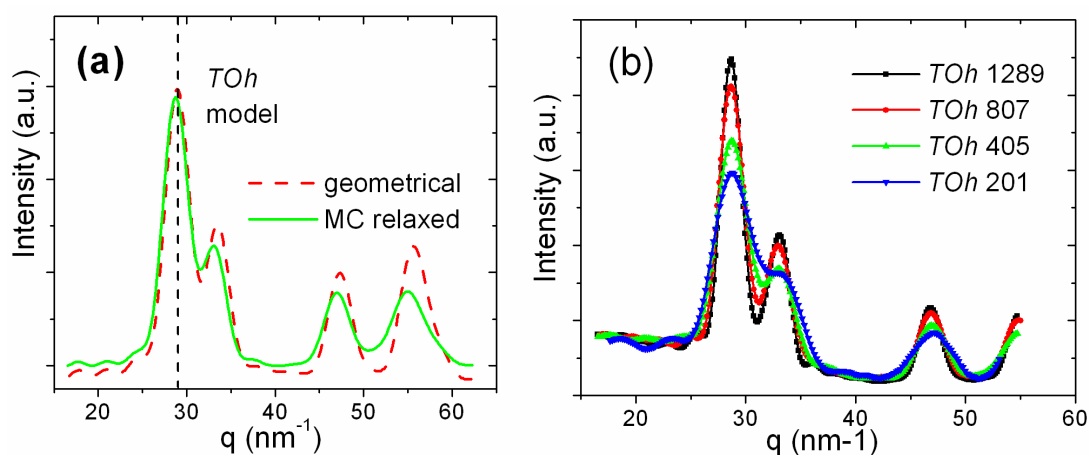 (a)
TOh
model
geometrical
MC relaxed
Intensity (a.u.)
20 30 40 50 60
q (nm-1)
(b)
TOh 1289
TOh 807
TOh 405
TOh 201
Intensity (a.u.)
20 30 40 50 60
q (nm-1)